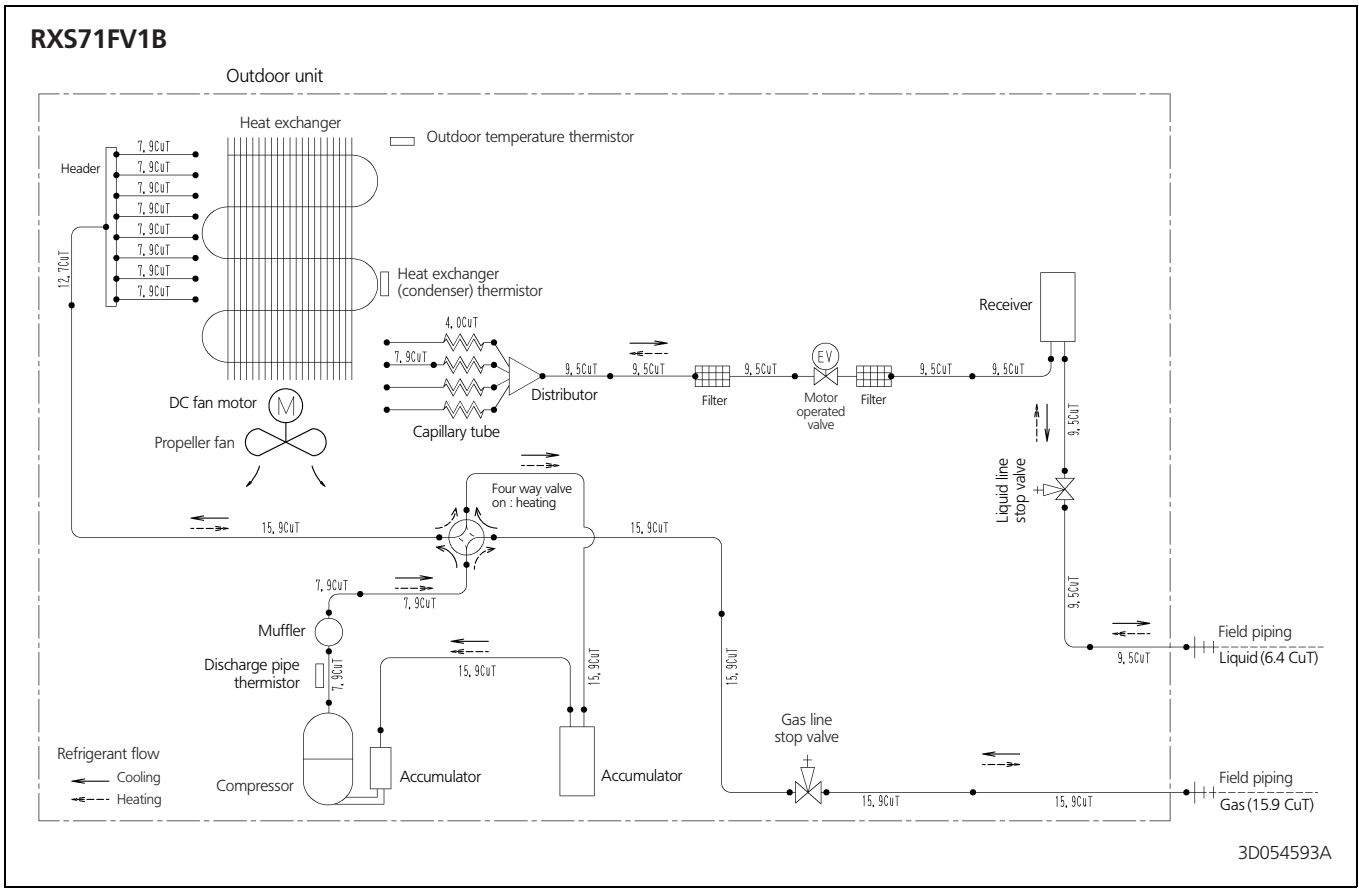 RXS71FV1B
Outdoor unit
Heat exchanger
Outdoor temperature thermistor
Header
7.9CuT
7.9CuT
7.9CuT
7.9CuT
7.9CuT
7.9CuT
7.9CuT
7.9CuT
12.7CuT
Heat exchanger
(condenser) thermistor
4.0CuT
7.9CuT
Capillary tube
Distributor
9.5CuT
9.5CuT
Filter
9.5CuT
EV
Motor
operated
valve
Filter
9.5CuT
9.5CuT
Receiver
9.5CuT
Liquid line
stop valve
9.5CuT
9.5CuT
Field piping
Liquid (6.4 CuT)
DC fan motor
M
Propeller fan
Four way valve
on : heating
15.9CuT
15.9CuT
7.9CuT
7.9CuT
Muffler
Discharge pipe
thermistor
7.9CuT
15.9CuT
15.9CuT
15.9CuT
Gas line
stop valve
Compressor
Accumulator
Accumulator
15.9CuT
15.9CuT
Field piping
Gas (15.9 CuT)
Refrigerant flow
Cooling
Heating
3D054593A